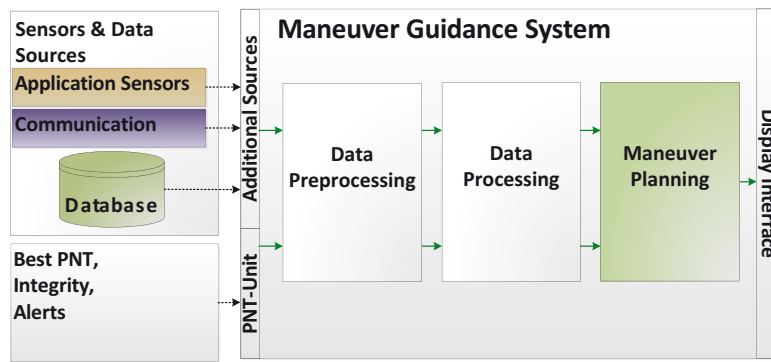 Sensors & Data
Sources
Application Sensors
Communication
Database
Best PNT,
Integrity,
Alerts
Additional Sources
PNT-Unit
Maneuver Guidance System
Data
Preprocessing
Data
Processing
Maneuver
Planning
Display Interface